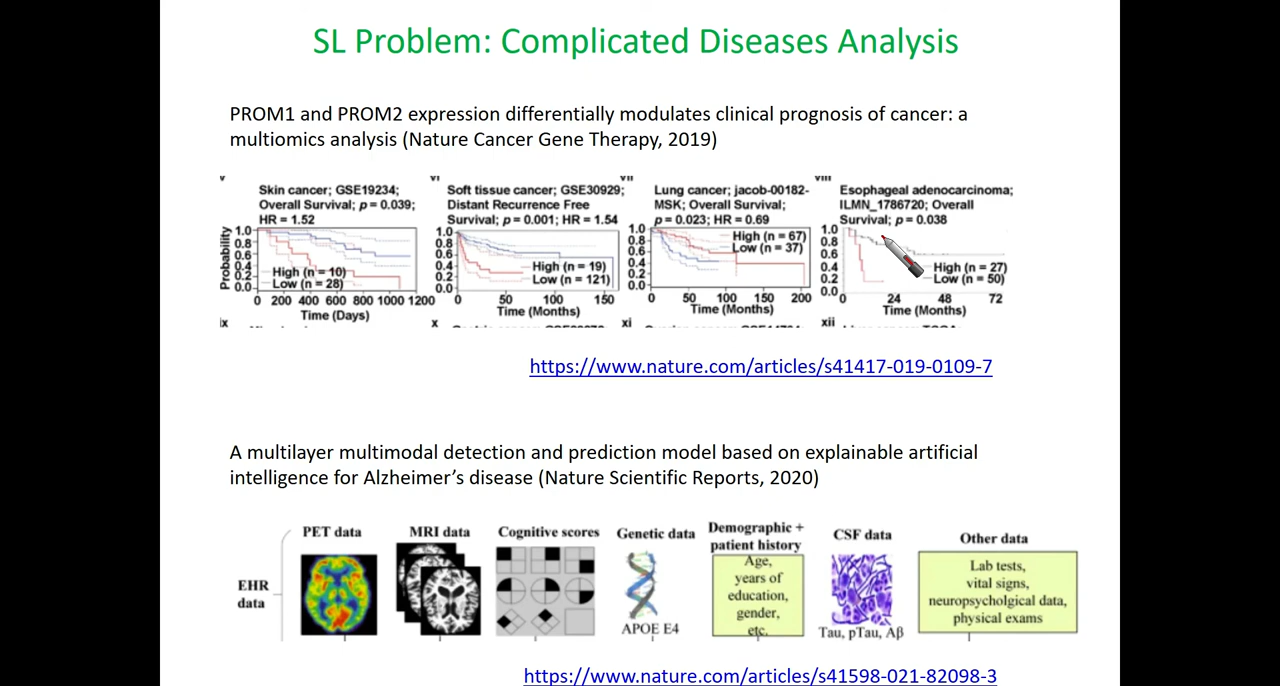 SL Problem: Complicated Diseases Analysis
PROM1 and PROM2 expression differentially modulates clinical prognosis of cancer: a
multiomics analysis (Nature Cancer Gene Therapy, 2019)
v
Skin cancer; GSE19234;
Overall Survival; p = 0.039;
HR = 1.52
Probability
1.0
0.8
0.6
0.4
0.2
0.0
High (n = 10)
Low (n = 28)
0 200 400 600 800 1000 1200
Time (Days)
vi
Soft tissue cancer; GSE30929;
Distant Recurrence Free
Survival; p = 0.001; HR = 1.54
1.0
0.8
0.6
0.4
0.2
0.0
High (n = 19)
Low (n = 121)
0 50 100 150
Time (Months)
vii
Lung cancer; jacob-00182-
MSK; Overall Survival;
p = 0.023; HR = 0.69
1.0
0.8
0.6
0.4
0.2
0.0
High (n = 67)
Low (n = 37)
0 50 100 150 200
Time (Months)
viii
Esophageal adenocarcinoma;
ILMN_1786720; Overall
Survival; p = 0.038
1.0
0.8
0.6
0.4
0.2
0.0
High (n = 27)
Low (n = 50)
0 24 48 72
Time (Months)
ix
x
xi
xii
https://www.nature.com/articles/s41417-019-0109-7
A multilayer multimodal detection and prediction model based on explainable artificial
intelligence for Alzheimer’s disease (Nature Scientific Reports, 2020)
EHR
data
PET data
MRI data
Cognitive scores
Genetic data
APOE E4
Demographic +
patient history
Age,
years of
education,
gender,
etc.
CSF data
Tau, pTau, Aβ
Other data
Lab tests,
vital signs,
neuropsycholgical data,
physical exams
https://www.nature.com/articles/s41598-021-82098-3